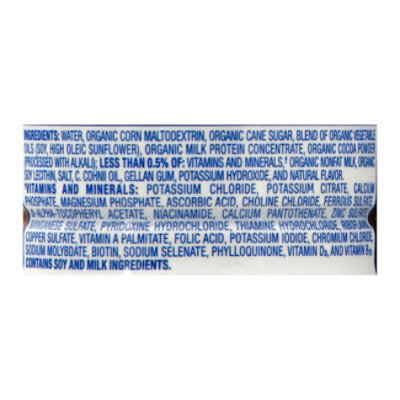 INGREDIENTS: WATER, ORGANIC CORN MALTODEXTRIN, ORGANIC CANE SUGAR, BLEND OF ORGANIC VEGETABLE
OILS (SOY, HIGH OLEIC SUNFLOWER), ORGANIC MILK PROTEIN CONCENTRATE, ORGANIC COCOA POWDER
(PROCESSED WITH ALKALI); LESS THAN 0.5% OF: VITAMINS AND MINERALS,† ORGANIC NONFAT MILK, ORGANIC
SOY LECITHIN, SALT, C. COHNII OIL, GELLAN GUM, POTASSIUM HYDROXIDE, AND NATURAL FLAVOR.
†VITAMINS AND MINERALS: POTASSIUM CHLORIDE, POTASSIUM CITRATE, CALCIUM
PHOSPHATE, MAGNESIUM PHOSPHATE, ASCORBIC ACID, CHOLINE CHLORIDE, FERROUS SULFATE,
D-ALPHA-TOCOPHERYL ACETATE, NIACINAMIDE, CALCIUM PANTOTHENATE, ZINC SULFATE,
MANGANESE SULFATE, PYRIDOXINE HYDROCHLORIDE, THIAMINE HYDROCHLORIDE, RIBOFLAVIN,
COPPER SULFATE, VITAMIN A PALMITATE, FOLIC ACID, POTASSIUM IODIDE, CHROMIUM CHLORIDE,
SODIUM MOLYBDATE, BIOTIN, SODIUM SELENATE, PHYLLOQUINONE, VITAMIN D₃, AND VITAMIN B₁₂.
CONTAINS SOY AND MILK INGREDIENTS.